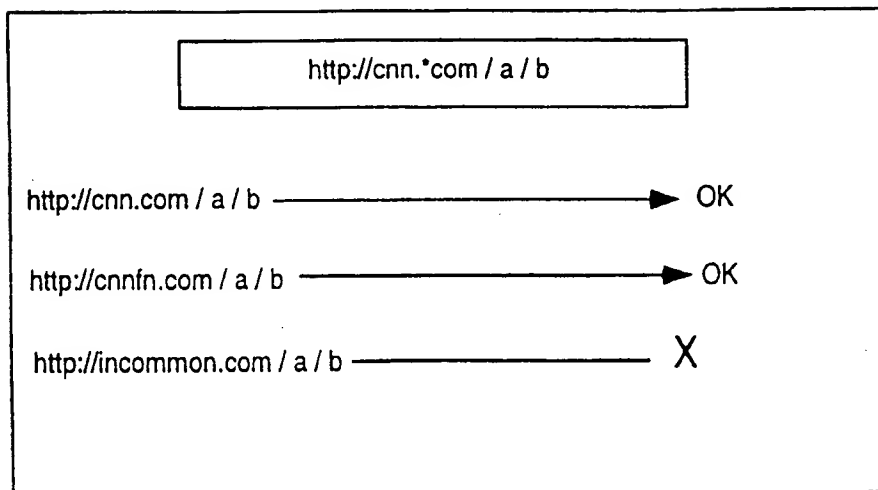 http://cnn.*com / a / b
http://cnn.com / a / b OK
http://cnnfn.com / a / b OK
http://incommon.com / a / b X